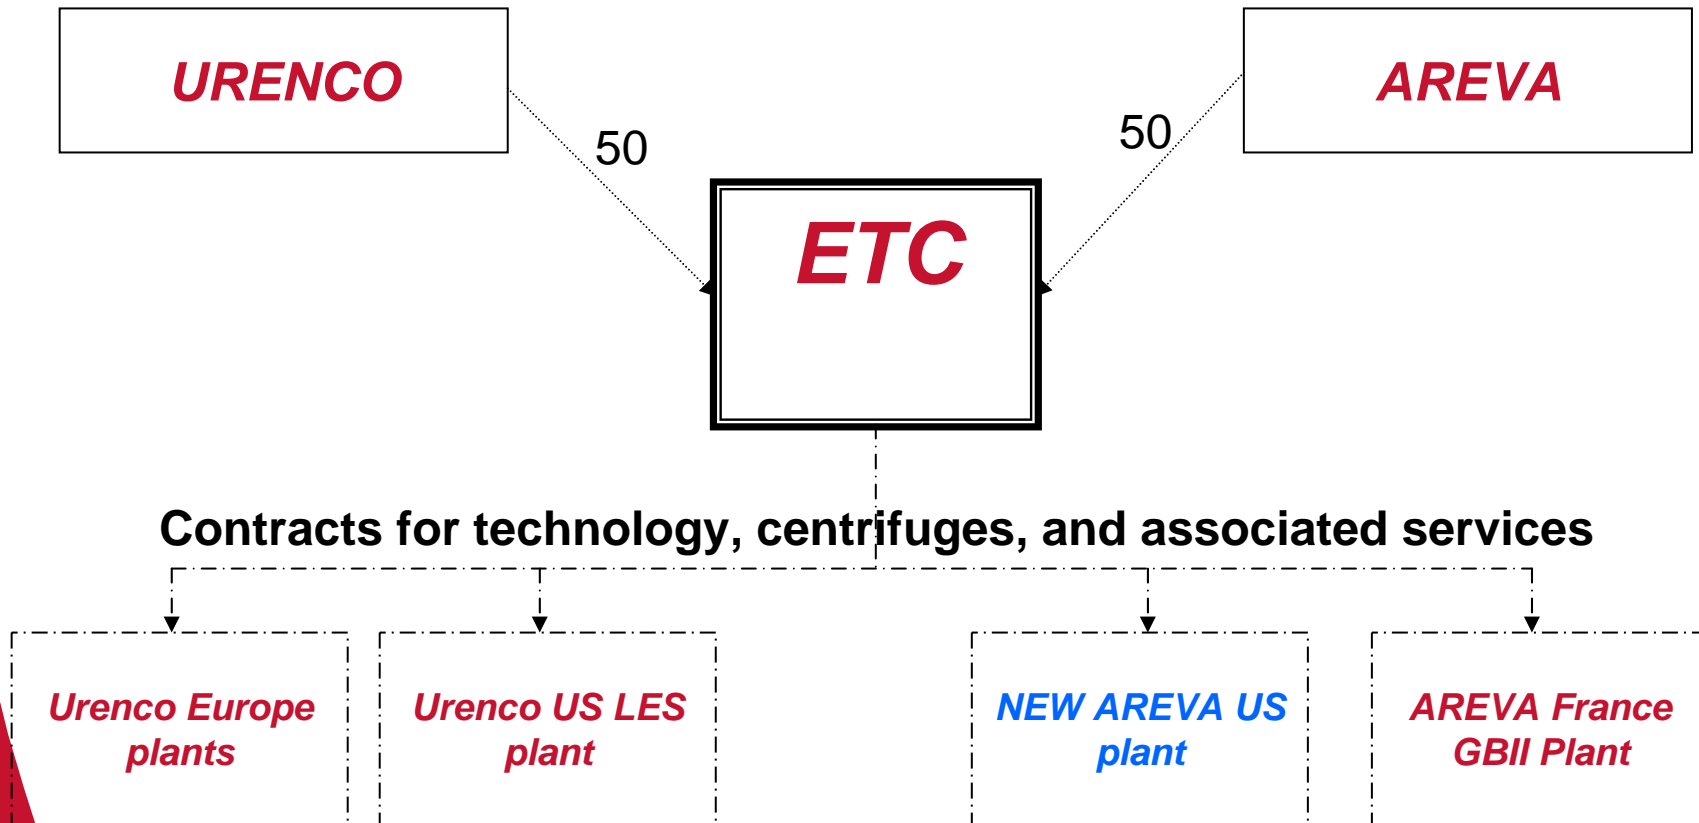 URENCO
AREVA
50
50
ETC
Contracts for technology, centrifuges, and associated services
Urenco Europe
plants
Urenco US LES
plant
NEW AREVA US
plant
AREVA France
GBII Plant